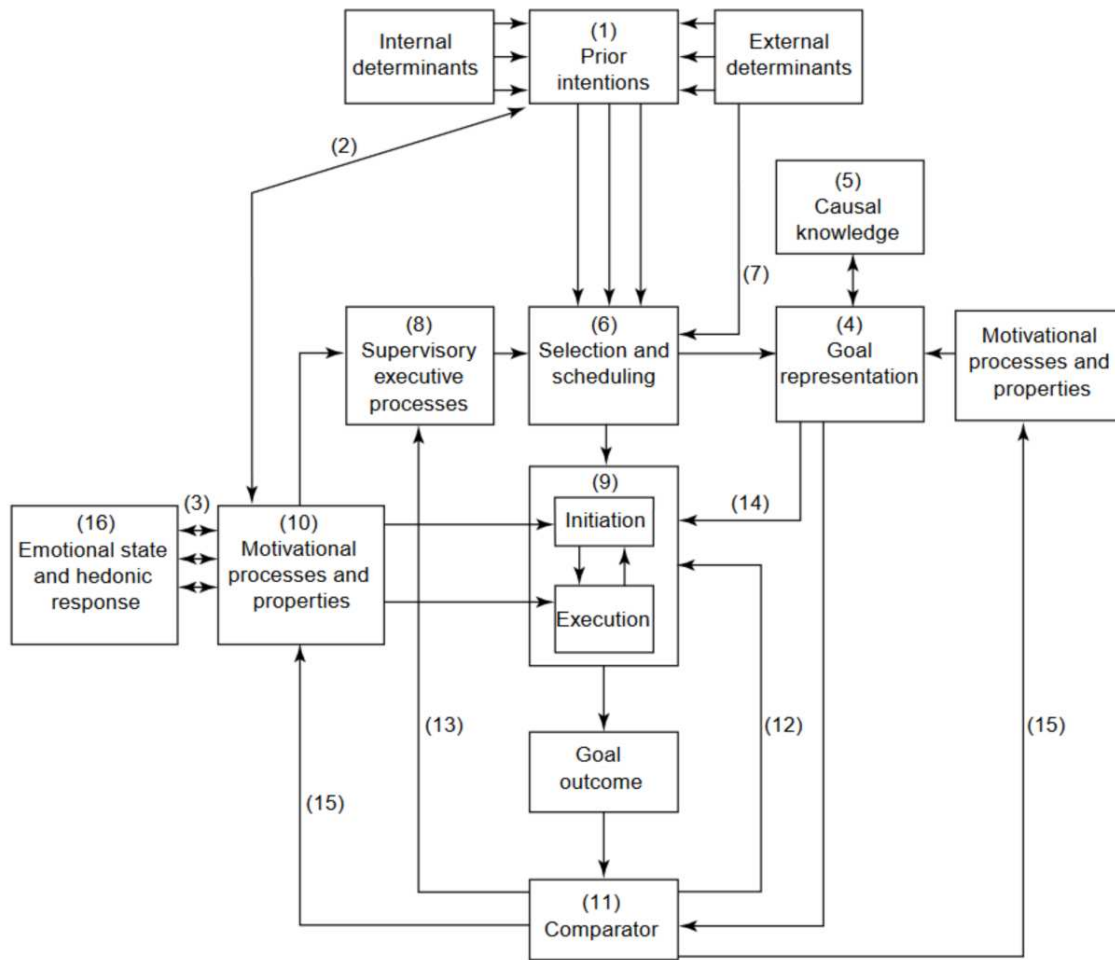 Internal
determinants
(1)
Prior
intentions
External
determinants
(2)
(5)
Causal
knowledge
(7)
(8)
Supervisory
executive
processes
(6)
Selection and
scheduling
(4)
Goal
representation
Motivational
processes and
properties
(3)
(16)
Emotional state
and hedonic
response
(10)
Motivational
processes and
properties
(9)
Initiation
Execution
(14)
(13)
(12)
(15)
Goal
outcome
(15)
(11)
Comparator